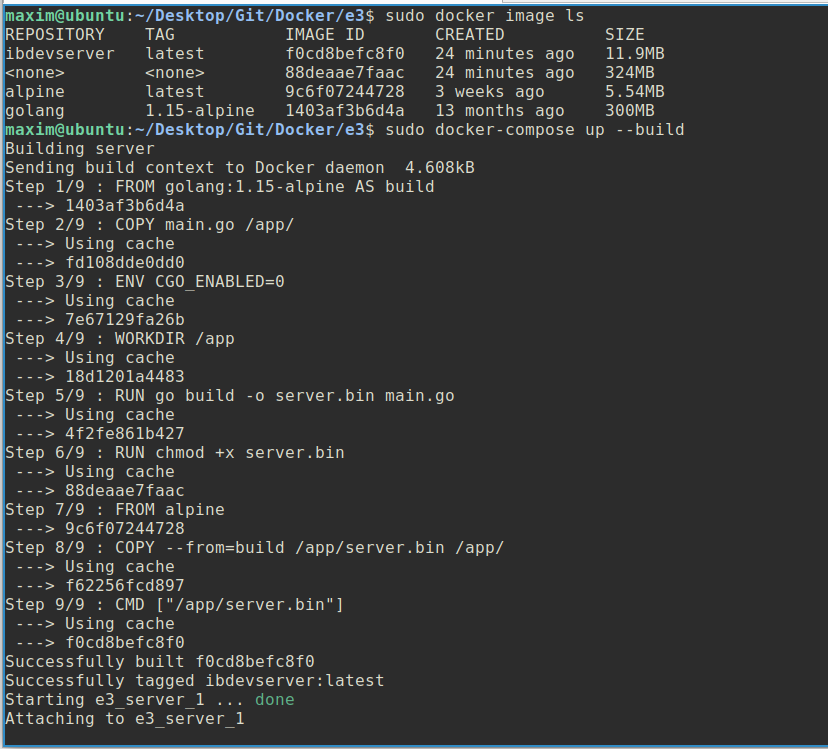 maxim@ubuntu:~/Desktop/Git/Docker/e3$ sudo docker image ls
REPOSITORY    TAG           IMAGE ID       CREATED          SIZE
ibdevserver   latest        f0cd8befc8f0   24 minutes ago   11.9MB
<none>        <none>        88deaae7faac   24 minutes ago   324MB
alpine        latest        9c6f07244728   3 weeks ago      5.54MB
golang        1.15-alpine   1403af3b6d4a   13 months ago    300MB
maxim@ubuntu:~/Desktop/Git/Docker/e3$ sudo docker-compose up --build
Building server
Sending build context to Docker daemon  4.608kB
Step 1/9 : FROM golang:1.15-alpine AS build
 ---> 1403af3b6d4a
Step 2/9 : COPY main.go /app/
 ---> Using cache
 ---> fd108dde0dd0
Step 3/9 : ENV CGO_ENABLED=0
 ---> Using cache
 ---> 7e67129fa26b
Step 4/9 : WORKDIR /app
 ---> Using cache
 ---> 18d1201a4483
Step 5/9 : RUN go build -o server.bin main.go
 ---> Using cache
 ---> 4f2fe861b427
Step 6/9 : RUN chmod +x server.bin
 ---> Using cache
 ---> 88deaae7faac
Step 7/9 : FROM alpine
 ---> 9c6f07244728
Step 8/9 : COPY --from=build /app/server.bin /app/
 ---> Using cache
 ---> f62256fcd897
Step 9/9 : CMD ["/app/server.bin"]
 ---> Using cache
 ---> f0cd8befc8f0
Successfully built f0cd8befc8f0
Successfully tagged ibdevserver:latest
Starting e3_server_1 ... done
Attaching to e3_server_1